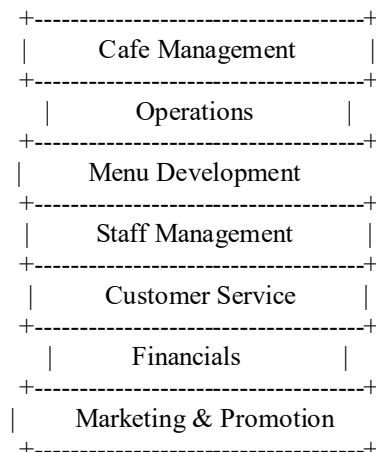 +-------------------------------------+
| Cafe Management |
+-------------------------------------+
| Operations |
+-------------------------------------+
| Menu Development
+-------------------------------------+
| Staff Management |
+-------------------------------------+
| Customer Service |
+-------------------------------------+
| Financials |
+-------------------------------------+
| Marketing & Promotion
+-------------------------------------+